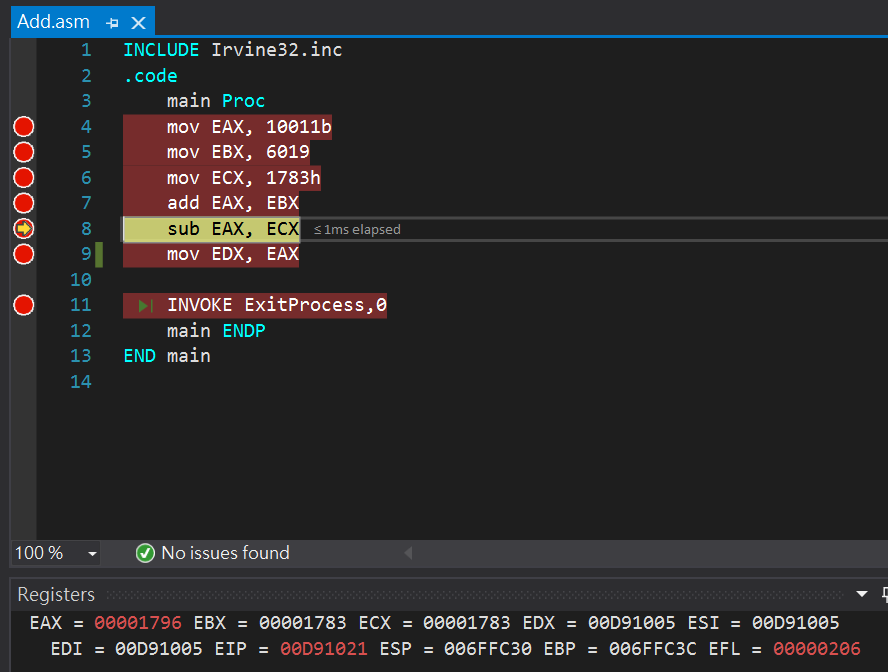 Add.asm
1 INCLUDE Irvine32.inc
2 .code
3 main Proc
4 mov EAX, 10011b
5 mov EBX, 6019
6 mov ECX, 1783h
7 add EAX, EBX
8 sub EAX, ECX ≤1ms elapsed
9 mov EDX, EAX
10
11 INVOKE ExitProcess,0
12 main ENDP
13 END main
14
100 % No issues found
Registers
EAX = 00001796 EBX = 00001783 ECX = 00001783 EDX = 00D91005 ESI = 00D91005
EDI = 00D91005 EIP = 00D91021 ESP = 006FFC30 EBP = 006FFC3C EFL = 00000206